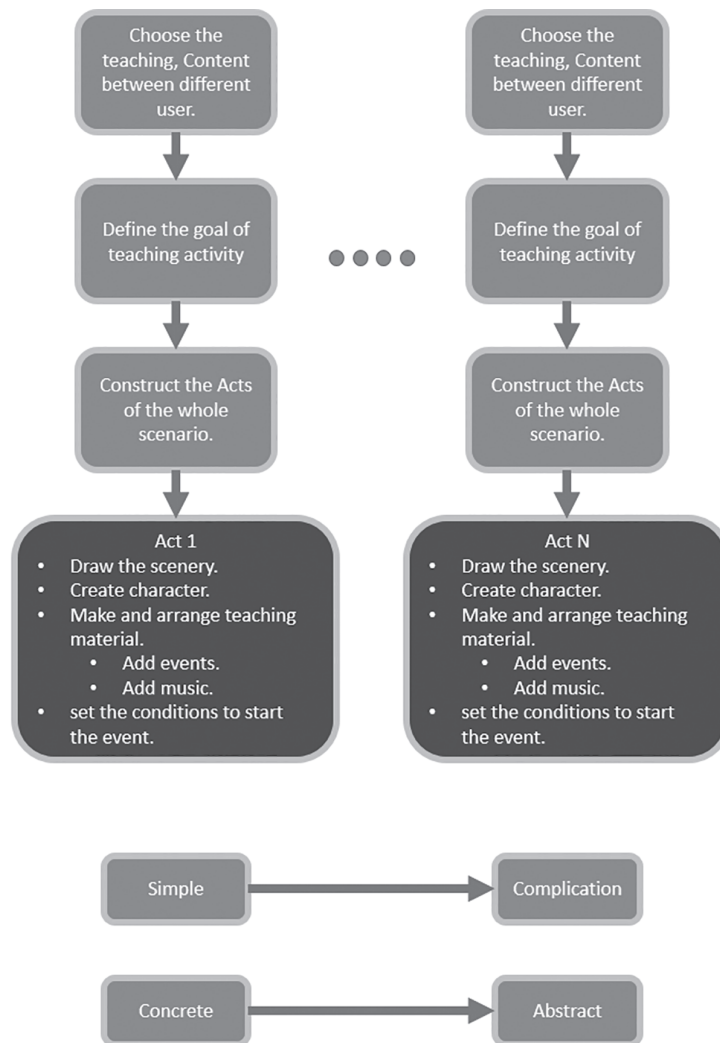 Choose the
teaching, Content
between different
user.
Define the goal of
teaching activity
Construct the Acts
of the whole
scenario.
Act 1
• Draw the scenery.
• Create character.
• Make and arrange teaching
material.
• Add events.
• Add music.
• set the conditions to start
the event.
Choose the
teaching, Content
between different
user.
Define the goal of
teaching activity
Construct the Acts
of the whole
scenario.
Act N
• Draw the scenery.
• Create character.
• Make and arrange teaching
material.
• Add events.
• Add music.
• set the conditions to start
the event.
Simple
Complication
Concrete
Abstract